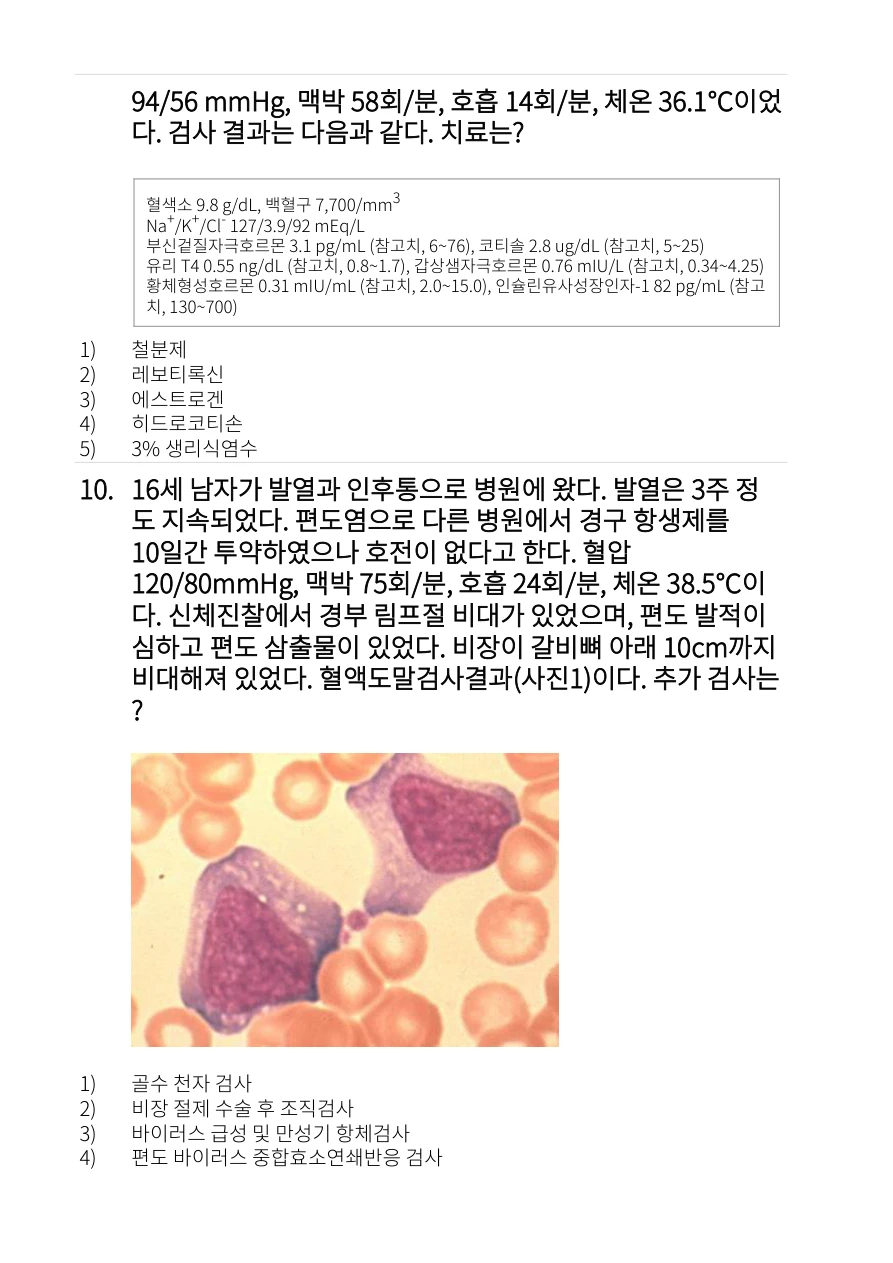 94/56 mmHg, 맥박 58회/분, 호흡 14회/분, 체온 36.1°C이었
다. 검사 결과는 다음과 같다. 치료는?
혈색소 9.8 g/dL, 백혈구 7,700/mm³
Na⁺/K⁺/Cl⁻ 127/3.9/92 mEq/L
부신겉질자극호르몬 3.1 pg/mL (참고치, 6~76), 코티솔 2.8 ug/dL (참고치, 5~25)
유리 T4 0.55 ng/dL (참고치, 0.8~1.7), 갑상샘자극호르몬 0.76 mIU/L (참고치, 0.34~4.25)
황체형성호르몬 0.31 mIU/mL (참고치, 2.0~15.0), 인슐린유사성장인자-1 82 pg/mL (참고
치, 130~700)
1) 철분제
2) 레보티록신
3) 에스트로겐
4) 히드로코티손
5) 3% 생리식염수
10. 16세 남자가 발열과 인후통으로 병원에 왔다. 발열은 3주 정
도 지속되었다. 편도염으로 다른 병원에서 경구 항생제를
10일간 투약하였으나 호전이 없다고 한다. 혈압
120/80mmHg, 맥박 75회/분, 호흡 24회/분, 체온 38.5°C이
다. 신체진찰에서 경부 림프절 비대가 있었으며, 편도 발적이
심하고 편도 삼출물이 있었다. 비장이 갈비뼈 아래 10cm까지
비대해져 있었다. 혈액도말검사결과(사진1)이다. 추가 검사는
?
1) 골수 천자 검사
2) 비장 절제 수술 후 조직검사
3) 바이러스 급성 및 만성기 항체검사
4) 편도 바이러스 중합효소연쇄반응 검사